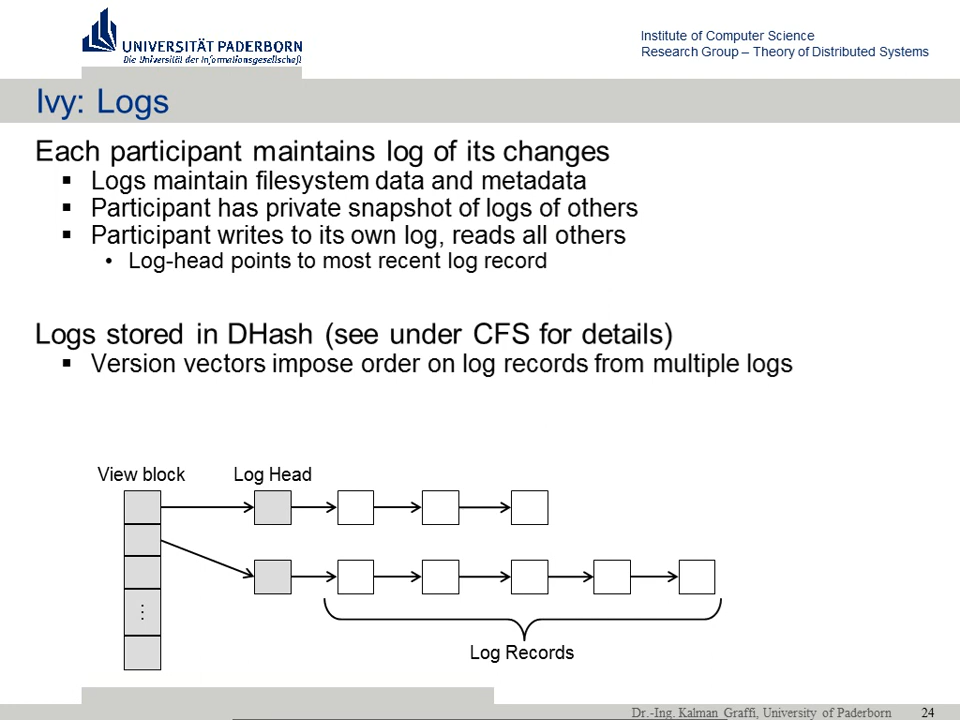 UNIVERSITÄT PADERBORN
Die Universität der Informationsgesellschaft
Institute of Computer Science
Research Group – Theory of Distributed Systems
Ivy: Logs
Each participant maintains log of its changes
▪ Logs maintain filesystem data and metadata
▪ Participant has private snapshot of logs of others
▪ Participant writes to its own log, reads all others
• Log-head points to most recent log record
Logs stored in DHash (see under CFS for details)
▪ Version vectors impose order on log records from multiple logs
View block
Log Head
⋮
Log Records
Dr.-Ing. Kalman Graffi, University of Paderborn
24